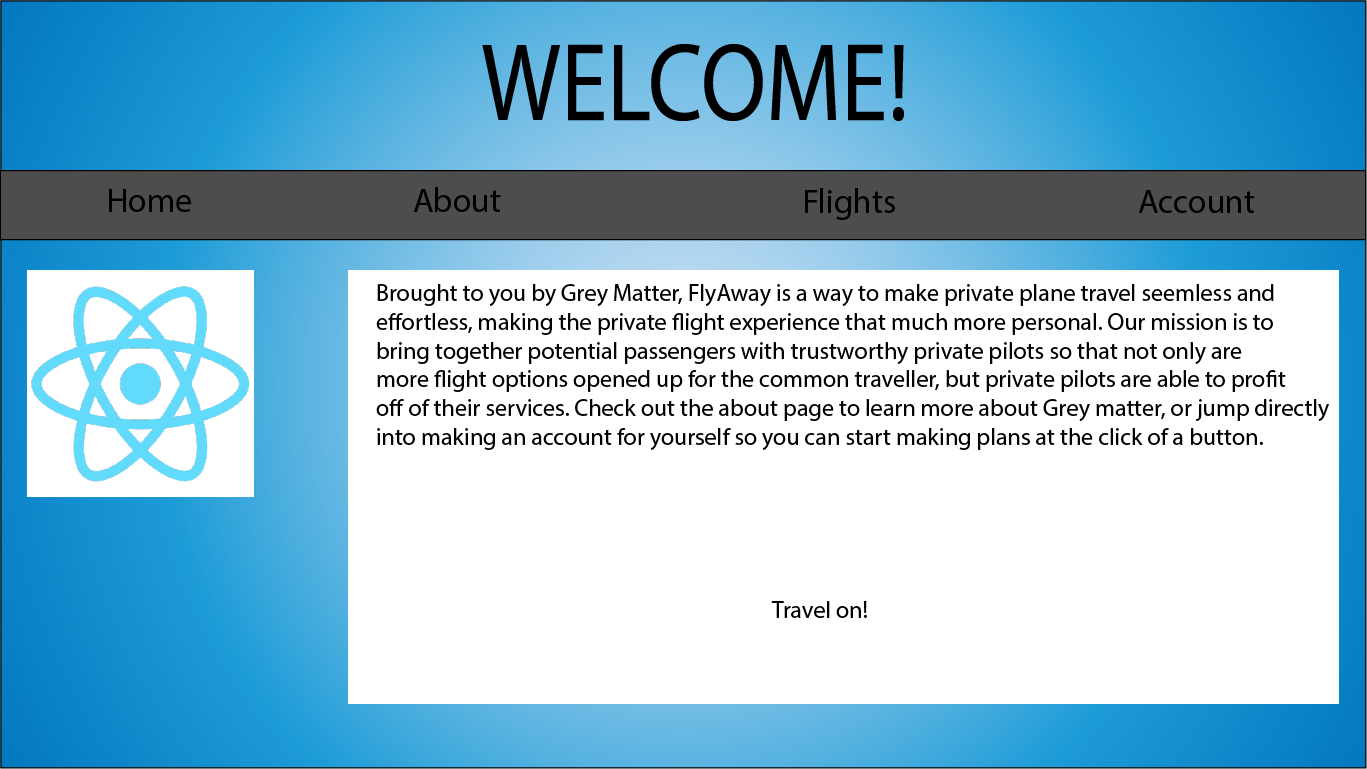 WELCOME!
Home About Flights Account
Brought to you by Grey Matter, FlyAway is a way to make private plane travel seemless and
effortless, making the private flight experience that much more personal. Our mission is to
bring together potential passengers with trustworthy private pilots so that not only are
more flight options opened up for the common traveller, but private pilots are able to profit
off of their services. Check out the about page to learn more about Grey matter, or jump directly
into making an account for yourself so you can start making plans at the click of a button.
Travel on!